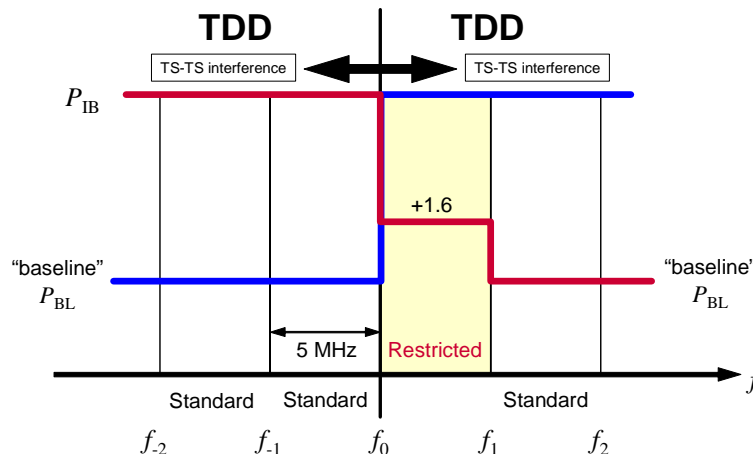 TDD TDD
TS-TS interference TS-TS interference
P_IB
+1.6
"baseline" "baseline"
P_BL P_BL
5 MHz Restricted
f
Standard Standard Standard
f_-2 f_-1 f_0 f_1 f_2